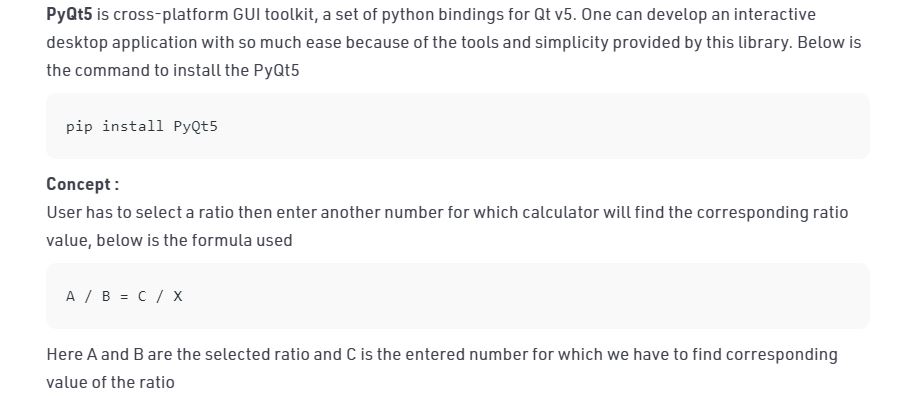 PyQt5 is cross-platform GUI toolkit, a set of python bindings for Qt v5. One can develop an interactive
desktop application with so much ease because of the tools and simplicity provided by this library. Below is
the command to install the PyQt5
pip install PyQt5
Concept :
User has to select a ratio then enter another number for which calculator will find the corresponding ratio
value, below is the formula used
A / B = C / X
Here A and B are the selected ratio and C is the entered number for which we have to find corresponding
value of the ratio